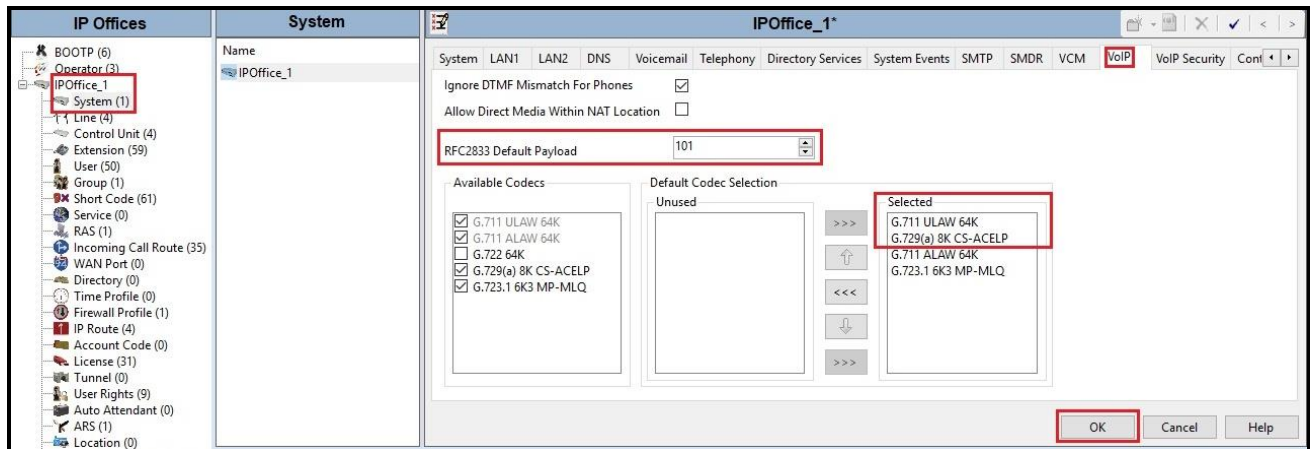 IP Offices
BOOTP (6)
Operator (3)
IPOffice_1
System (1)
Line (4)
Control Unit (4)
Extension (59)
User (50)
Group (1)
Short Code (61)
Service (0)
RAS (1)
Incoming Call Route (35)
WAN Port (0)
Directory (0)
Time Profile (0)
Firewall Profile (1)
IP Route (4)
Account Code (0)
License (31)
Tunnel (0)
User Rights (9)
Auto Attendant (0)
ARS (1)
Location (0)
System
Name
IPOffice_1
IPOffice_1*
System LAN1 LAN2 DNS Voicemail Telephony Directory Services System Events SMTP SMDR VCM VoIP VoIP Security Cont
Ignore DTMF Mismatch For Phones
Allow Direct Media Within NAT Location
RFC2833 Default Payload 101
Available Codecs
G.711 ULAW 64K
G.711 ALAW 64K
G.722 64K
G.729(a) 8K CS-ACELP
G.723.1 6K3 MP-MLQ
Default Codec Selection
Unused
>>>
<<<
>>>
Selected
G.711 ULAW 64K
G.729(a) 8K CS-ACELP
G.711 ALAW 64K
G.723.1 6K3 MP-MLQ
OK Cancel Help